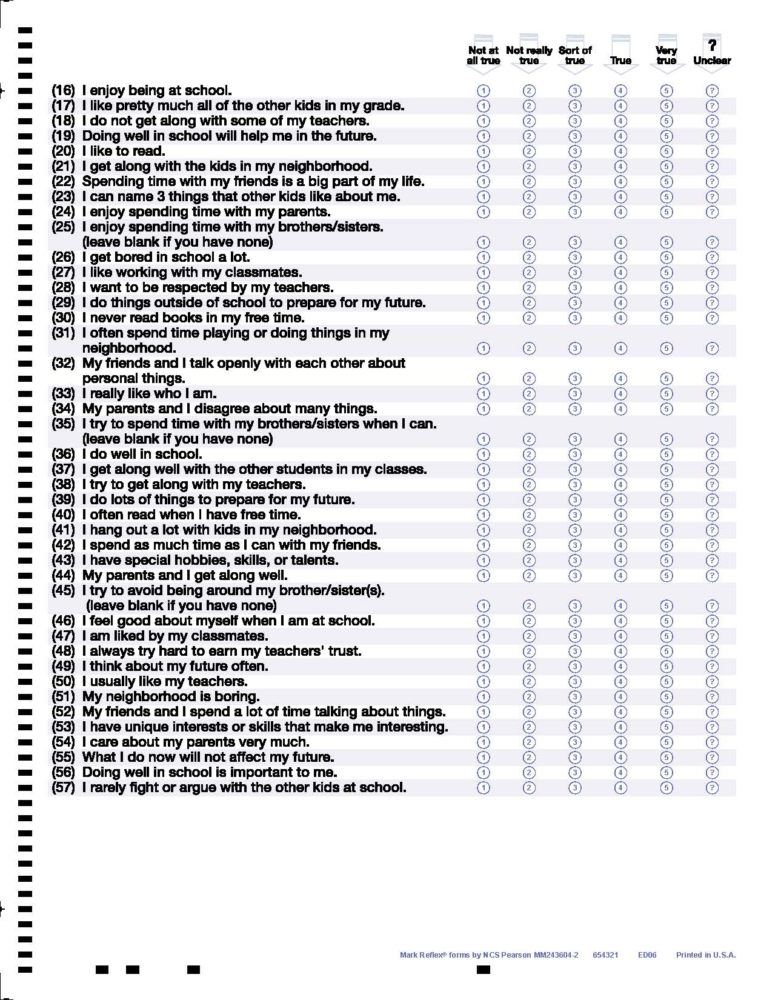 Not at all true  Not really true  Sort of true  True  Very true  ? Unclear
(16) I enjoy being at school. 1 2 3 4 5 ?
(17) I like pretty much all of the other kids in my grade. 1 2 3 4 5 ?
(18) I do not get along with some of my teachers. 1 2 3 4 5 ?
(19) Doing well in school will help me in the future. 1 2 3 4 5 ?
(20) I like to read. 1 2 3 4 5 ?
(21) I get along with the kids in my neighborhood. 1 2 3 4 5 ?
(22) Spending time with my friends is a big part of my life. 1 2 3 4 5 ?
(23) I can name 3 things that other kids like about me. 1 2 3 4 5 ?
(24) I enjoy spending time with my parents. 1 2 3 4 5 ?
(25) I enjoy spending time with my brothers/sisters.
(leave blank if you have none) 1 2 3 4 5 ?
(26) I get bored in school a lot. 1 2 3 4 5 ?
(27) I like working with my classmates. 1 2 3 4 5 ?
(28) I want to be respected by my teachers. 1 2 3 4 5 ?
(29) I do things outside of school to prepare for my future. 1 2 3 4 5 ?
(30) I never read books in my free time. 1 2 3 4 5 ?
(31) I often spend time playing or doing things in my
neighborhood. 1 2 3 4 5 ?
(32) My friends and I talk openly with each other about
personal things. 1 2 3 4 5 ?
(33) I really like who I am. 1 2 3 4 5 ?
(34) My parents and I disagree about many things. 1 2 3 4 5 ?
(35) I try to spend time with my brothers/sisters when I can.
(leave blank if you have none) 1 2 3 4 5 ?
(36) I do well in school. 1 2 3 4 5 ?
(37) I get along well with the other students in my classes. 1 2 3 4 5 ?
(38) I try to get along with my teachers. 1 2 3 4 5 ?
(39) I do lots of things to prepare for my future. 1 2 3 4 5 ?
(40) I often read when I have free time. 1 2 3 4 5 ?
(41) I hang out a lot with kids in my neighborhood. 1 2 3 4 5 ?
(42) I spend as much time as I can with my friends. 1 2 3 4 5 ?
(43) I have special hobbies, skills, or talents. 1 2 3 4 5 ?
(44) My parents and I get along well. 1 2 3 4 5 ?
(45) I try to avoid being around my brother/sister(s).
(leave blank if you have none) 1 2 3 4 5 ?
(46) I feel good about myself when I am at school. 1 2 3 4 5 ?
(47) I am liked by my classmates. 1 2 3 4 5 ?
(48) I always try hard to earn my teachers' trust. 1 2 3 4 5 ?
(49) I think about my future often. 1 2 3 4 5 ?
(50) I usually like my teachers. 1 2 3 4 5 ?
(51) My neighborhood is boring. 1 2 3 4 5 ?
(52) My friends and I spend a lot of time talking about things. 1 2 3 4 5 ?
(53) I have unique interests or skills that make me interesting. 1 2 3 4 5 ?
(54) I care about my parents very much. 1 2 3 4 5 ?
(55) What I do now will not affect my future. 1 2 3 4 5 ?
(56) Doing well in school is important to me. 1 2 3 4 5 ?
(57) I rarely fight or argue with the other kids at school. 1 2 3 4 5 ?
Mark Reflex® forms by NCS Pearson MM243604-2 654321 ED06 Printed in U.S.A.